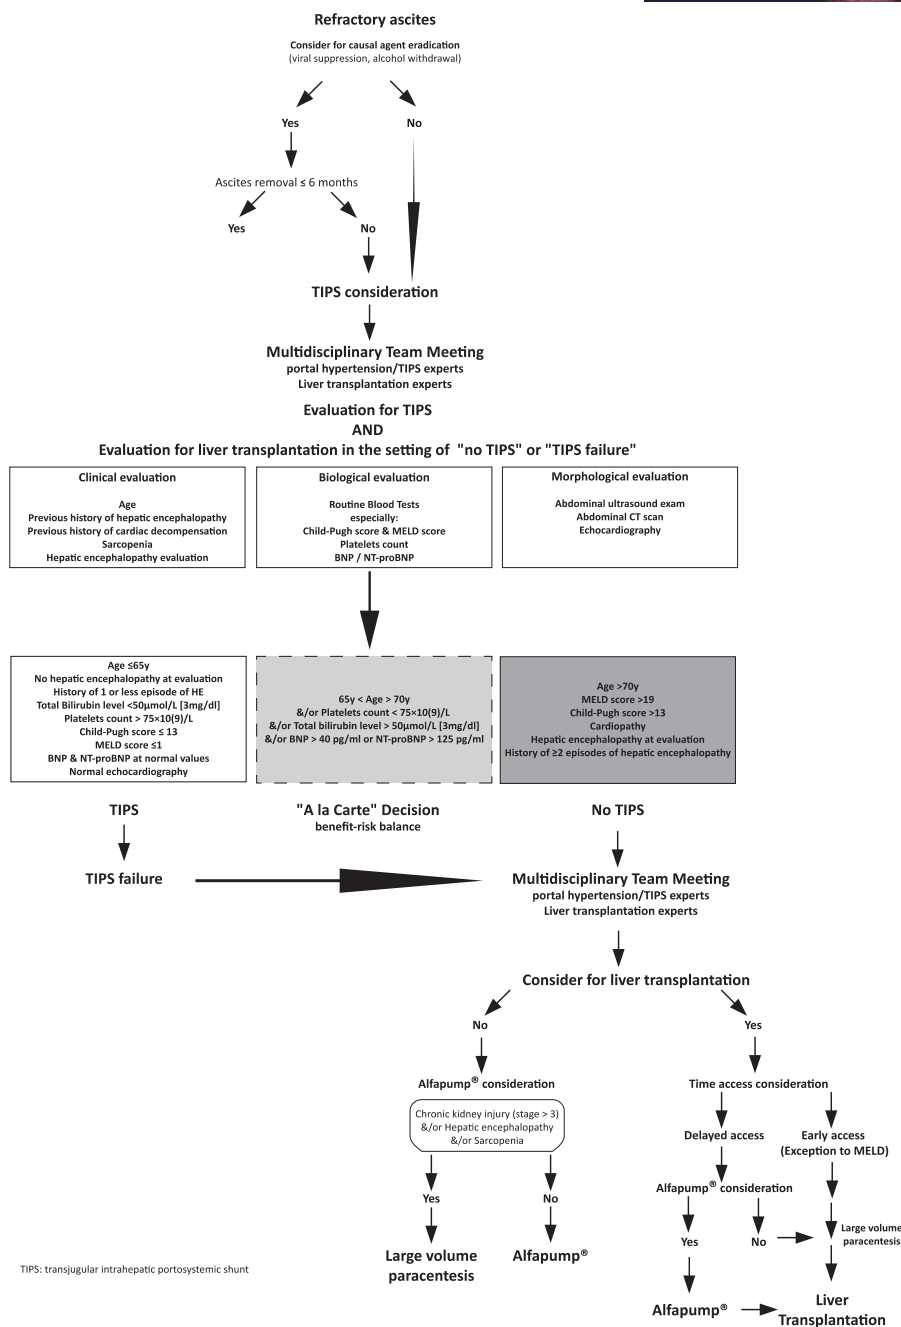 Refractory ascites
Consider for causal agent eradication
(viral suppression, alcohol withdrawal)
Yes
No
Ascites removal ≤ 6 months
Yes
No
TIPS consideration
Multidisciplinary Team Meeting
portal hypertension/TIPS experts
Liver transplantation experts
Evaluation for TIPS
AND
Evaluation for liver transplantation in the setting of "no TIPS" or "TIPS failure"
Clinical evaluation
Age
Previous history of hepatic encephalopathy
Previous history of cardiac decompensation
Sarcopenia
Hepatic encephalopathy evaluation
Biological evaluation
Routine Blood Tests
especially:
Child-Pugh score & MELD score
Platelets count
BNP / NT-proBNP
Morphological evaluation
Abdominal ultrasound exam
Abdominal CT scan
Echocardiography
Age ≤65y
No hepatic encephalopathy at evaluation
History of 1 or less episode of HE
Total Bilirubin level <50µmol/L [3mg/dl]
Platelets count > 75×10(9)/L
Child-Pugh score ≤ 13
MELD score ≤1
BNP & NT-proBNP at normal values
Normal echocardiography
65y < Age > 70y
&/or Platelets count < 75×10(9)/L
&/or Total bilirubin level > 50µmol/L [3mg/dl]
&/or BNP > 40 pg/ml or NT-proBNP > 125 pg/ml
Age >70y
MELD score >19
Child-Pugh score >13
Cardiopathy
Hepatic encephalopathy at evaluation
History of ≥2 episodes of hepatic encephalopathy
TIPS
"A la Carte" Decision
benefit-risk balance
No TIPS
TIPS failure
Multidisciplinary Team Meeting
portal hypertension/TIPS experts
Liver transplantation experts
Consider for liver transplantation
No
Yes
Alfapump® consideration
Time access consideration
Chronic kidney injury (stage > 3)
&/or Hepatic encephalopathy
&/or Sarcopenia
Delayed access
Early access
(Exception to MELD)
Alfapump® consideration
Yes
No
Large volume
paracentesis
Alfapump®
Yes
No
Large volume
paracentesis
Alfapump®
Liver
Transplantation
TIPS: transjugular intrahepatic portosystemic shunt